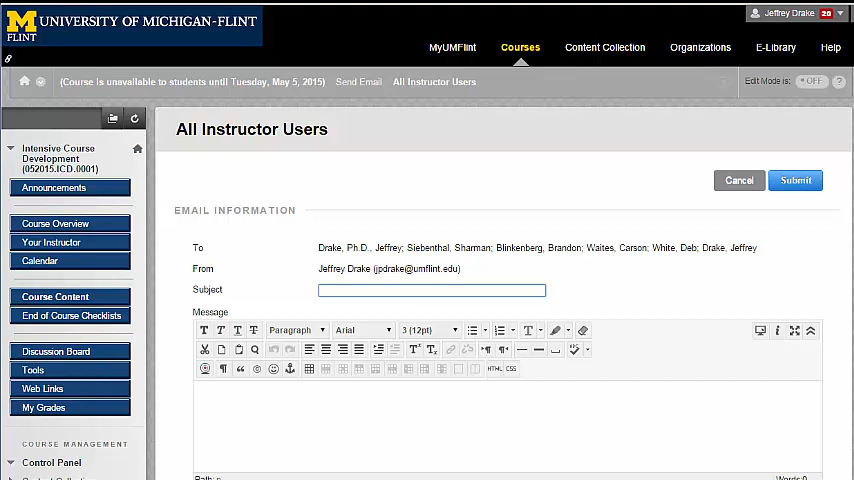 UNIVERSITY OF MICHIGAN-FLINT
M
FLINT
Jeffrey Drake 20
MyUMFlint Courses Content Collection Organizations E-Library Help
(Course is unavailable to students until Tuesday, May 5, 2015) Send Email All Instructor Users
Edit Mode is: OFF ?
Intensive Course
Development
(052015.ICD.0001)
Announcements
Course Overview
Your Instructor
Calendar
Course Content
End of Course Checklists
Discussion Board
Tools
Web Links
My Grades
COURSE MANAGEMENT
Control Panel
All Instructor Users
Cancel Submit
EMAIL INFORMATION
To Drake, Ph.D., Jeffrey; Siebenthal, Sharman; Blinkenberg, Brandon; Waites, Carson; White, Deb; Drake, Jeffrey
From Jeffrey Drake (jpdrake@umflint.edu)
Subject
Message
T T T T Paragraph Arial 3 (12pt) T i
HTML CSS
Path: p Words:0